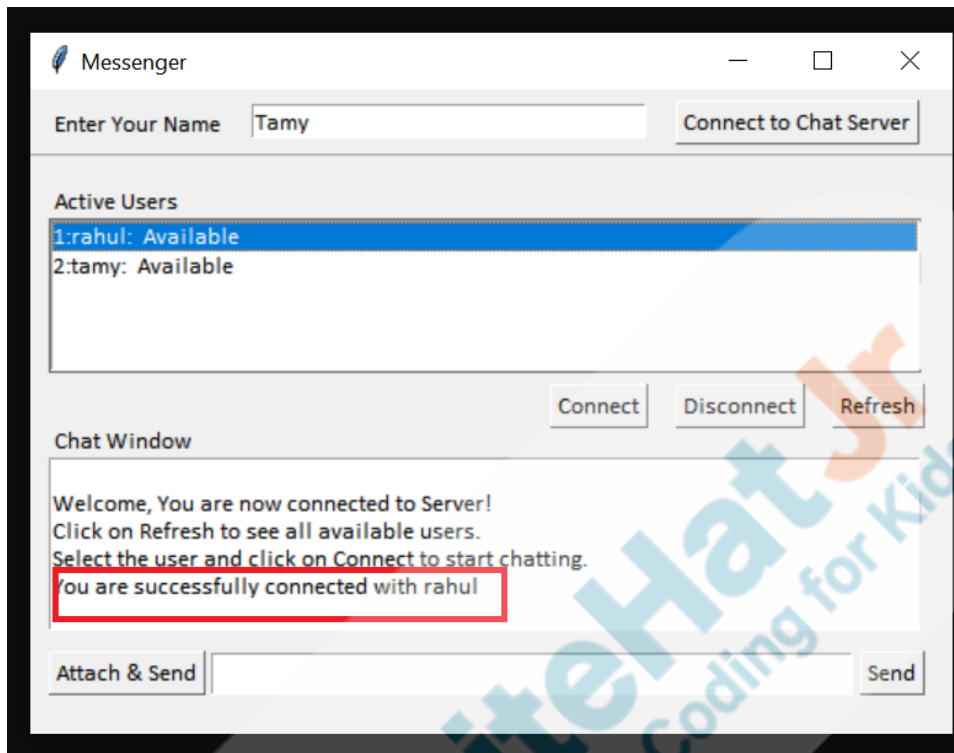 Messenger
Enter Your Name Tamy Connect to Chat Server
Active Users
1:rahul: Available
2:tamy: Available
Connect Disconnect Refresh
Chat Window
Welcome, You are now connected to Server!
Click on Refresh to see all available users.
Select the user and click on Connect to start chatting.
You are successfully connected with rahul
Attach & Send Send
iteHat Jr
Coding for Kids